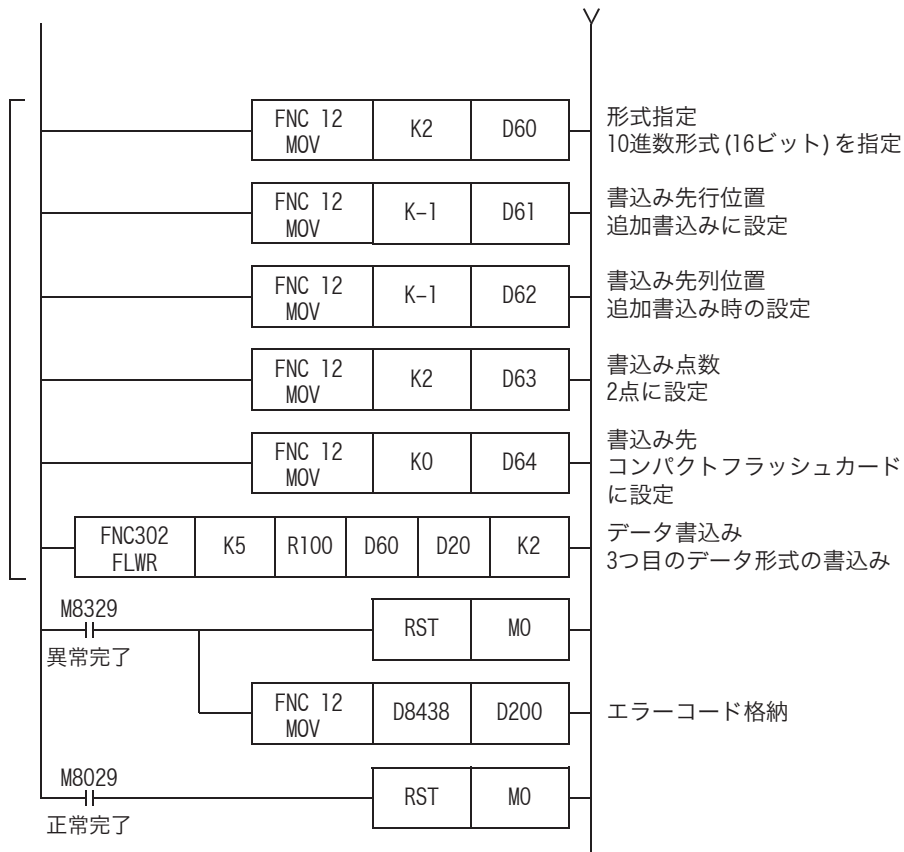 FNC 12
MOV
K2
D60
形式指定
10進数形式(16ビット)を指定
FNC 12
MOV
K-1
D61
書込み先行位置
追加書込みに設定
FNC 12
MOV
K-1
D62
書込み先列位置
追加書込み時の設定
FNC 12
MOV
K2
D63
書込み点数
2点に設定
FNC 12
MOV
K0
D64
書込み先
コンパクトフラッシュカード
に設定
FNC302
FLWR
K5
R100
D60
D20
K2
データ書込み
3つ目のデータ形式の書込み
M8329
異常完了
RST
M0
FNC 12
MOV
D8438
D200
エラーコード格納
M8029
正常完了
RST
M0